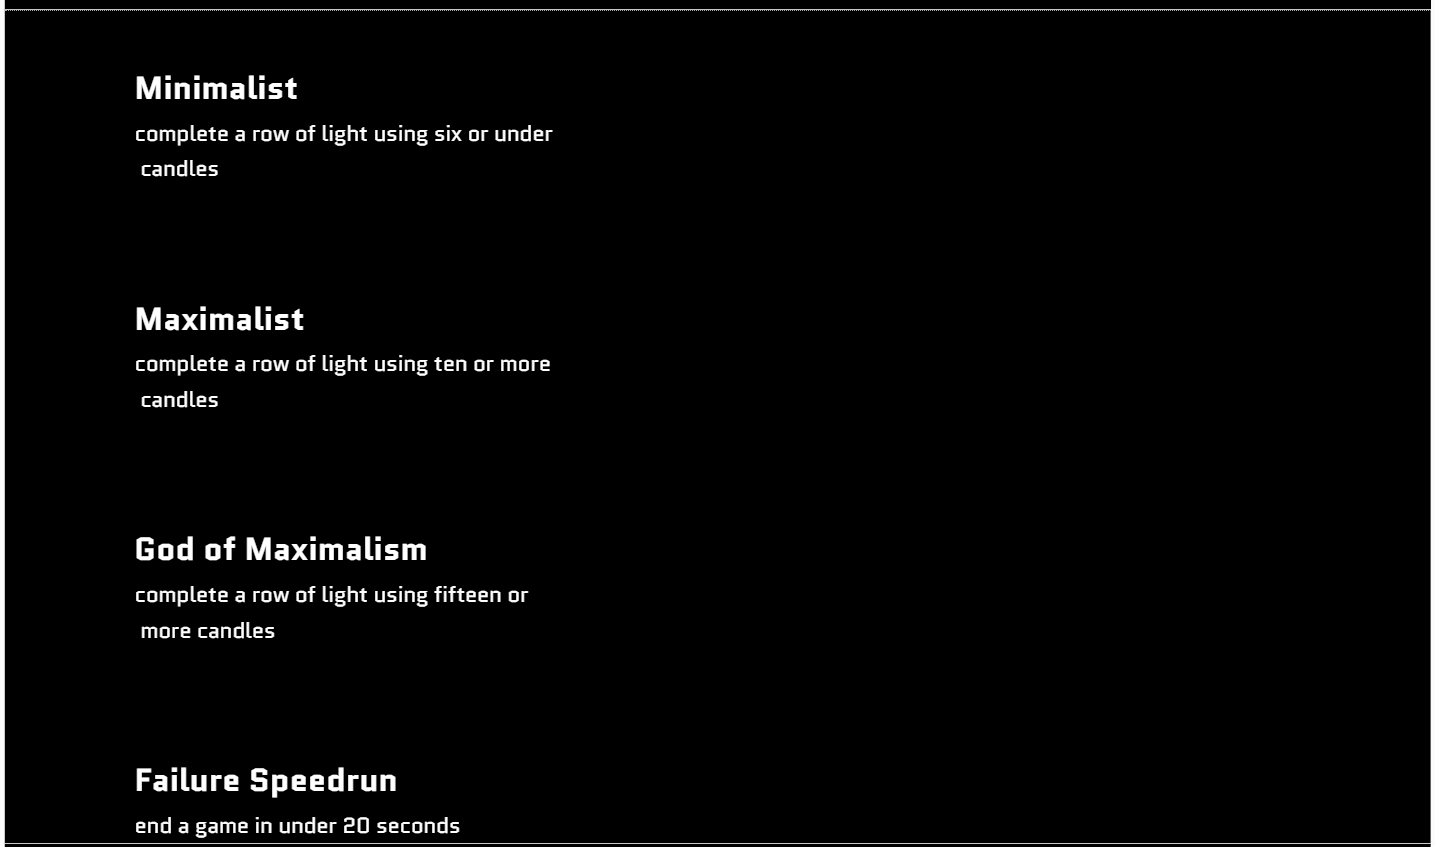 Minimalist
complete a row of light using six or under
candles
Maximalist
complete a row of light using ten or more
candles
God of Maximalism
complete a row of light using fifteen or
more candles
Failure Speedrun
end a game in under 20 seconds